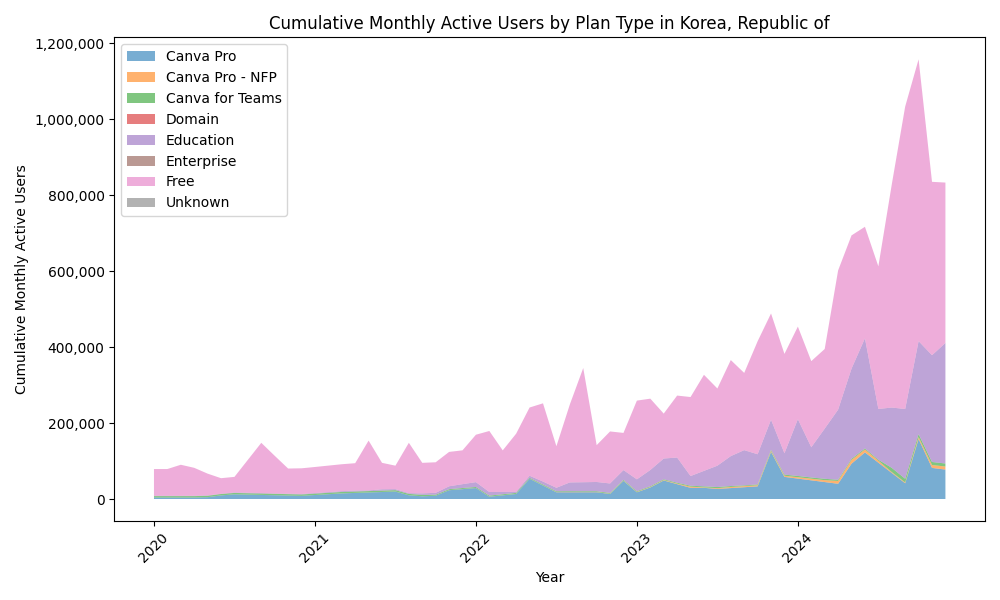 Cumulative Monthly Active Users by Plan Type in Korea, Republic of
1,200,000
1,000,000
800,000
600,000
400,000
200,000
0
Cumulative Monthly Active Users
Canva Pro
Canva Pro - NFP
Canva for Teams
Domain
Education
Enterprise
Free
Unknown
2020
2021
2022
2023
2024
Year